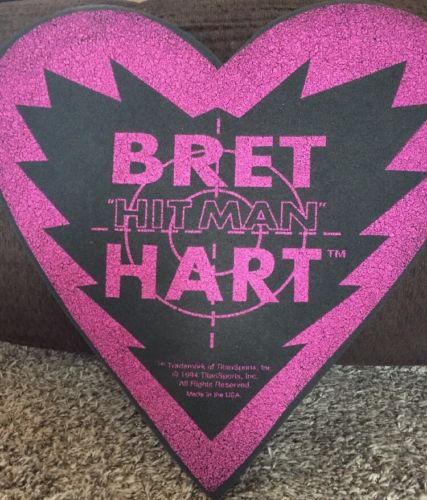 BRET
"HIT MAN"
HART™
™ Trademark of TitanSports, Inc.
© 1994 TitanSports, Inc.
All Rights Reserved.
Made in the USA.